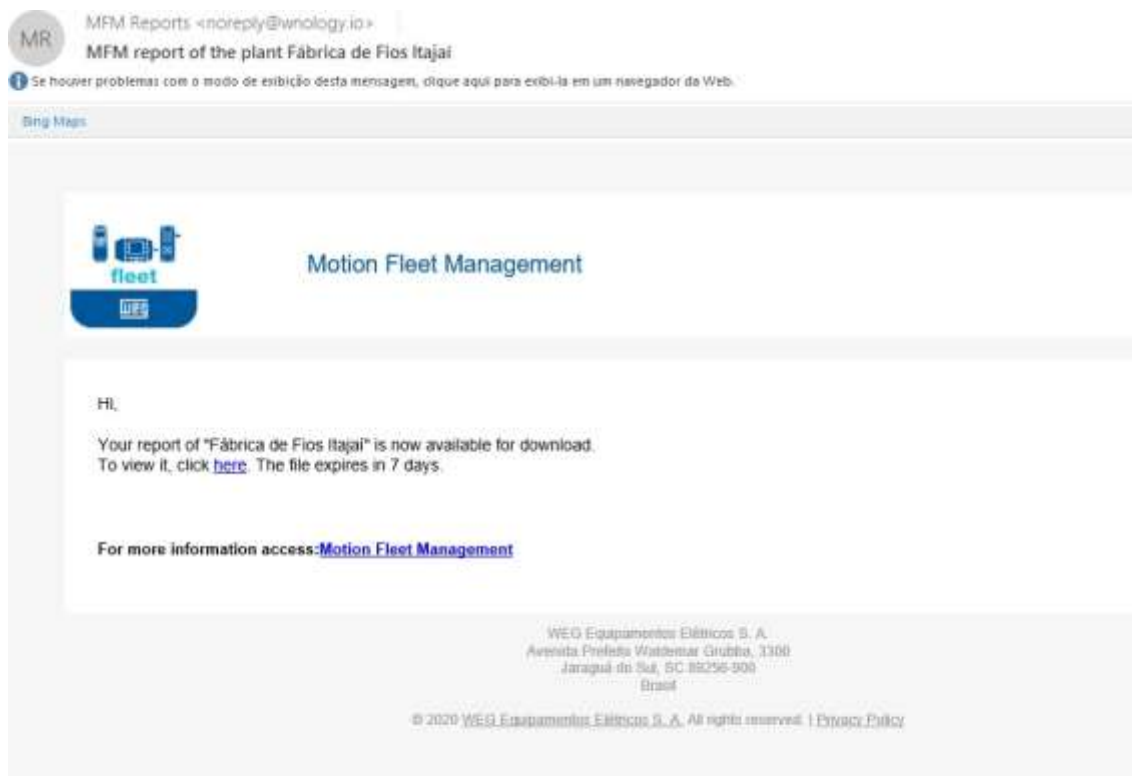 MR
MFM Reports <noreply@wnology.io>
MFM report of the plant Fábrica de Fios Itajaí
Se houver problemas com o modo de exibição desta mensagem, clique aqui para exibi-la em um navegador da Web.
Bing Maps
fleet
WEG
Motion Fleet Management
Hi,
Your report of "Fábrica de Fios Itajaí" is now available for download.
To view it, click here. The file expires in 7 days.
For more information access:Motion Fleet Management
WEG Equipamentos Elétricos S. A.
Avenida Prefeito Waldemar Grubba, 3300
Jaraguá do Sul, SC 89256-900
Brasil
© 2020 WEG Equipamentos Elétricos S. A. All rights reserved. | Privacy Policy